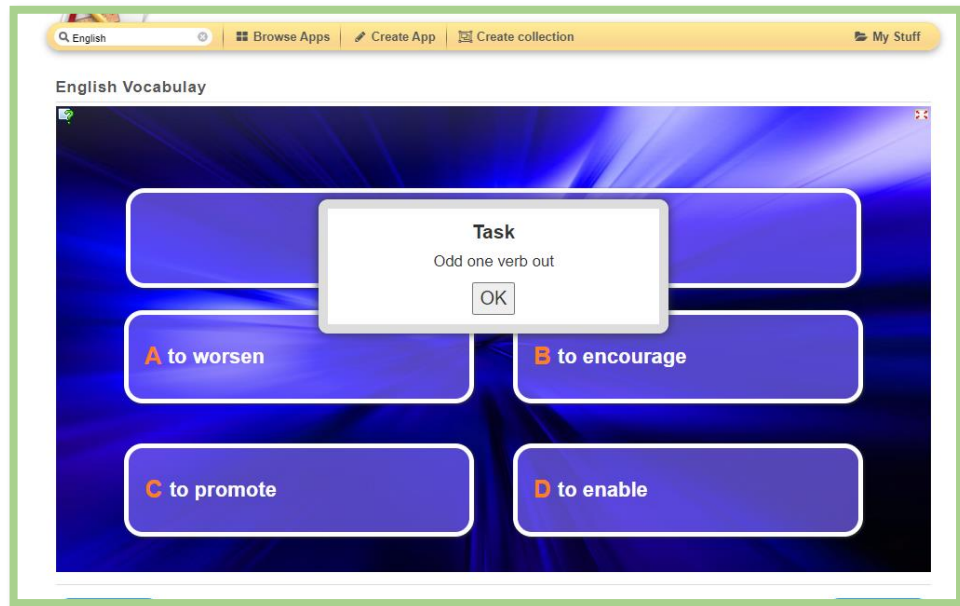 English
Browse Apps
Create App
Create collection
My Stuff
English Vocabulay
Task
Odd one verb out
OK
A to worsen
B to encourage
C to promote
D to enable